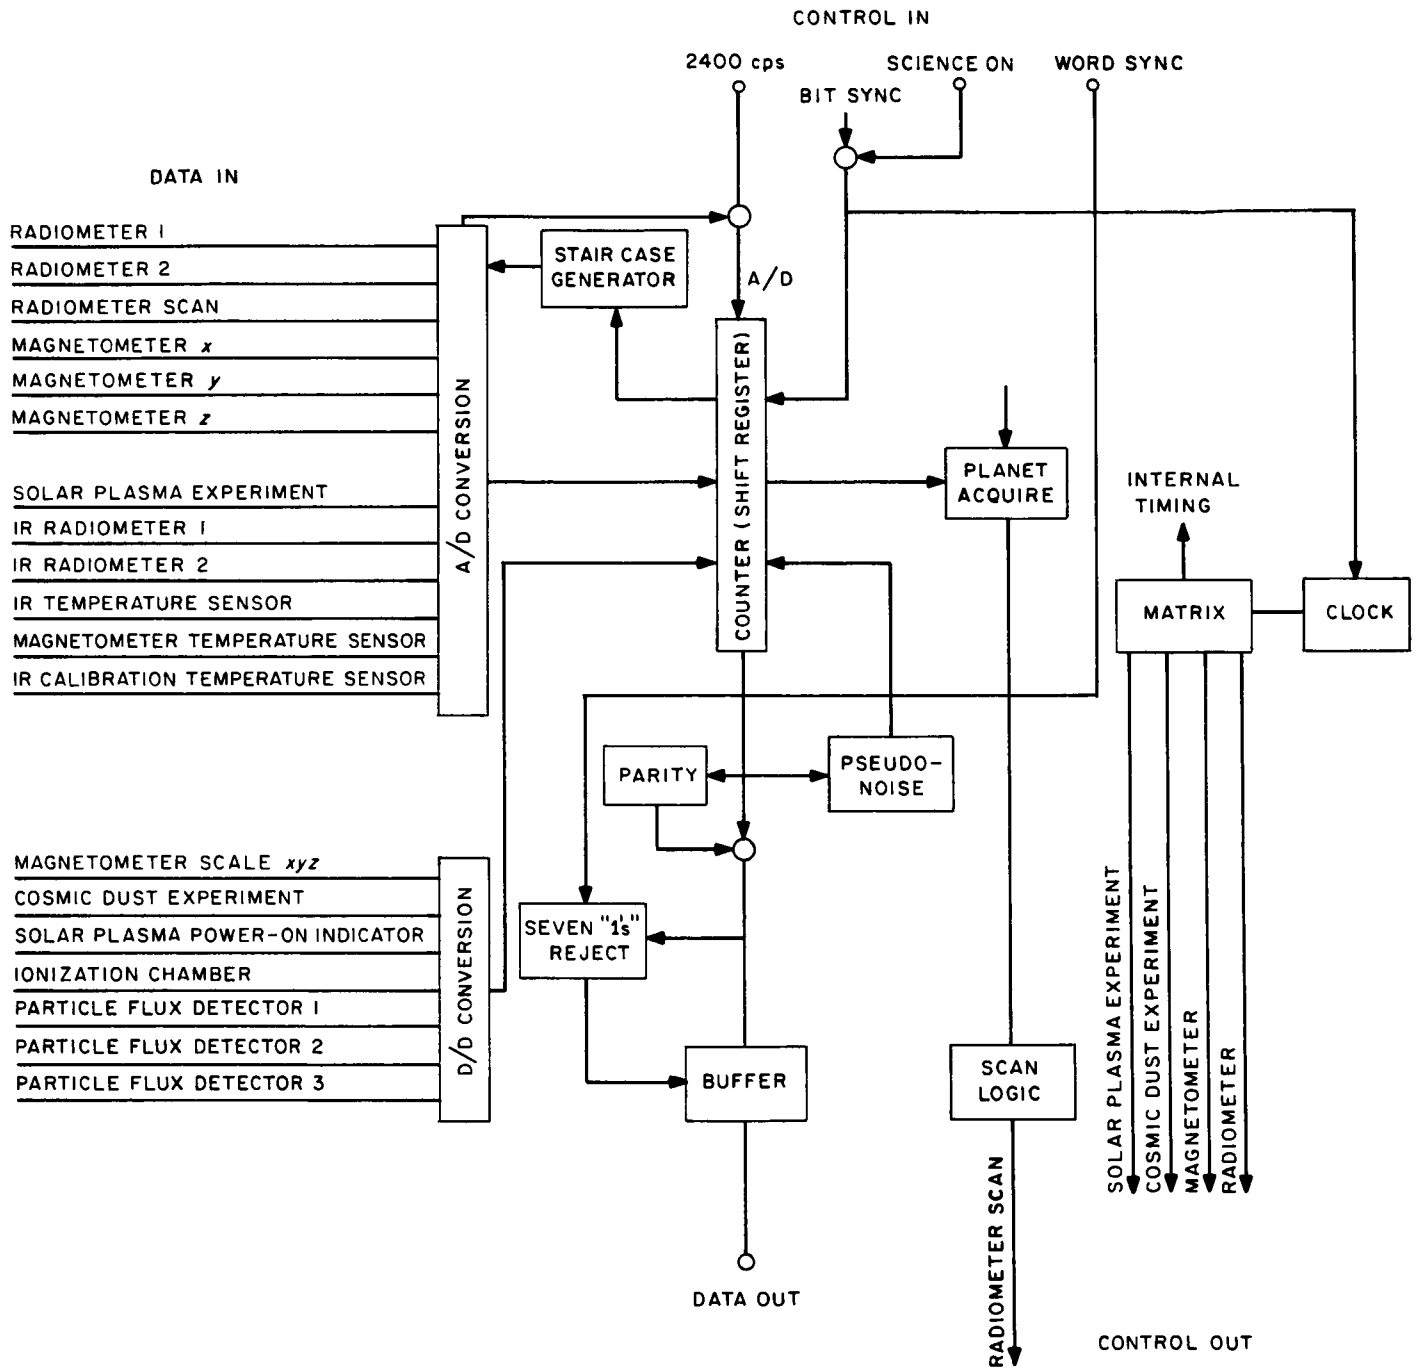 CONTROL IN
2400 cps
SCIENCE ON
WORD SYNC
BIT SYNC
DATA IN
RADIOMETER 1
RADIOMETER 2
RADIOMETER SCAN
MAGNETOMETER x
MAGNETOMETER y
MAGNETOMETER z
SOLAR PLASMA EXPERIMENT
IR RADIOMETER 1
IR RADIOMETER 2
IR TEMPERATURE SENSOR
MAGNETOMETER TEMPERATURE SENSOR
IR CALIBRATION TEMPERATURE SENSOR
A/D CONVERSION
STAIR CASE
GENERATOR
A/D
COUNTER (SHIFT REGISTER)
PLANET
ACQUIRE
INTERNAL
TIMING
MATRIX
CLOCK
PARITY
PSEUDO-
NOISE
MAGNETOMETER SCALE xyz
COSMIC DUST EXPERIMENT
SOLAR PLASMA POWER-ON INDICATOR
IONIZATION CHAMBER
PARTICLE FLUX DETECTOR 1
PARTICLE FLUX DETECTOR 2
PARTICLE FLUX DETECTOR 3
D/D CONVERSION
SEVEN "1's"
REJECT
BUFFER
SCAN
LOGIC
SOLAR PLASMA EXPERIMENT
COSMIC DUST EXPERIMENT
MAGNETOMETER
RADIOMETER
RADIOMETER SCAN
DATA OUT
CONTROL OUT